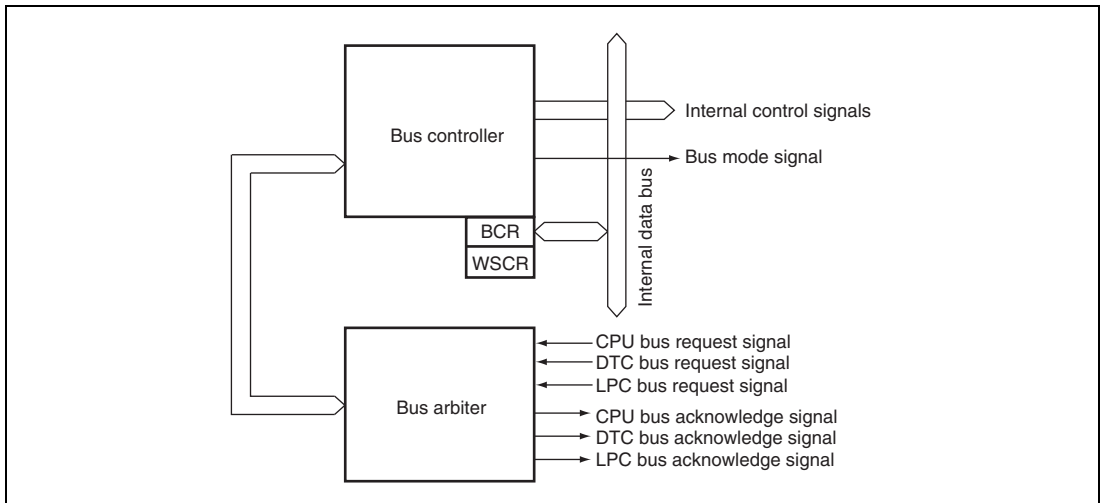 Bus controller
Internal control signals
Bus mode signal
Internal data bus
BCR
WSCR
Bus arbiter
CPU bus request signal
DTC bus request signal
LPC bus request signal
CPU bus acknowledge signal
DTC bus acknowledge signal
LPC bus acknowledge signal